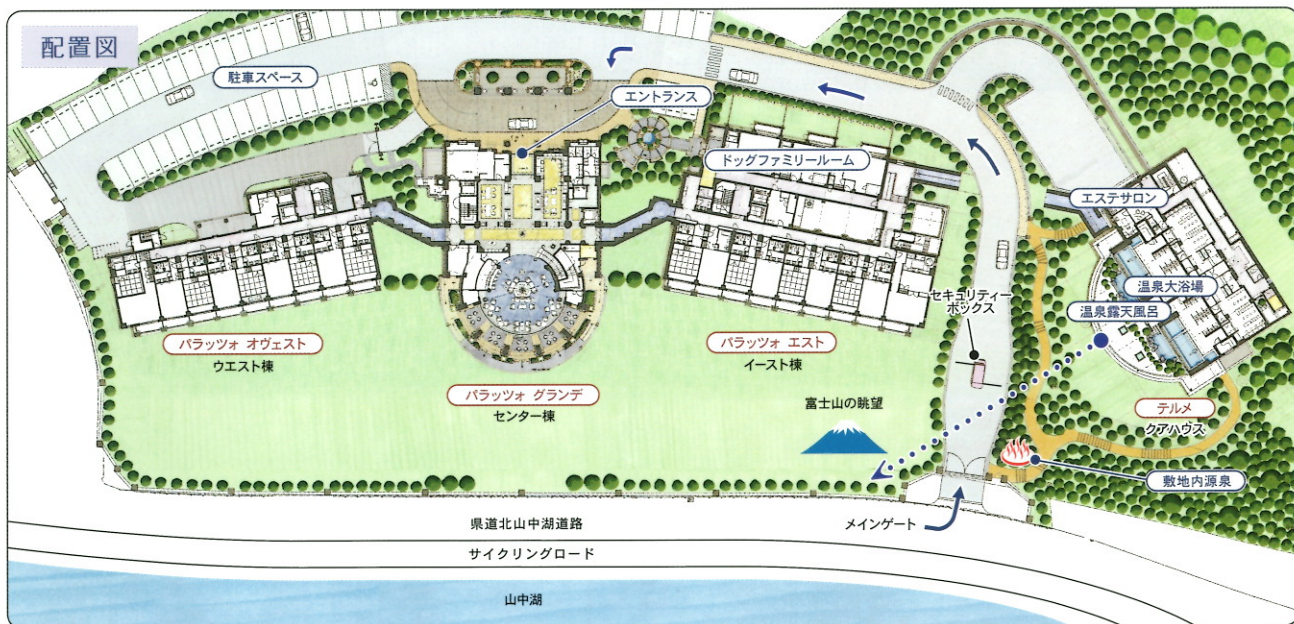 配置図
駐車スペース
エントランス
ドッグファミリールーム
エステサロン
温泉大浴場
温泉露天風呂
セキュリティー
ボックス
パラッツォ オヴェスト
ウエスト棟
パラッツォ グランデ
センター棟
パラッツォ エスト
イースト棟
富士山の眺望
テルメ
クアハウス
敷地内源泉
メインゲート
県道北山中湖道路
サイクリングロード
山中湖